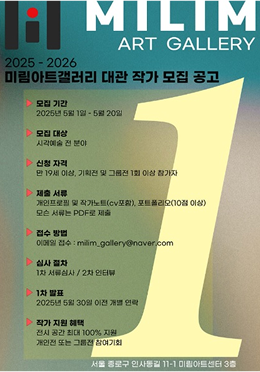 MILIM
ART GALLERY
2025 - 2026
미림아트갤러리 대관 작가 모집 공고
모집 기간
2025년 5월 1일 - 5월 20일
모집 대상
시각예술 전 분야
신청 자격
만 19세 이상, 기획전 및 그룹전 1회 이상 참가자
제출 서류
개인프로필 및 작가노트(cv포함), 포트폴리오(10점 이상)
모든 서류는 PDF로 제출
접수 방법
이메일 접수 : milim_gallery@naver.com
심사 절차
1차 서류심사 / 2차 인터뷰
1차 발표
2025년 5월 30일 이전 개별 연락
작가 지원 혜택
전시 공간 최대 100% 지원
개인전 또는 그룹전 참여기회
1
서울 종로구 인사동길 11-1 미림아트센터 3층